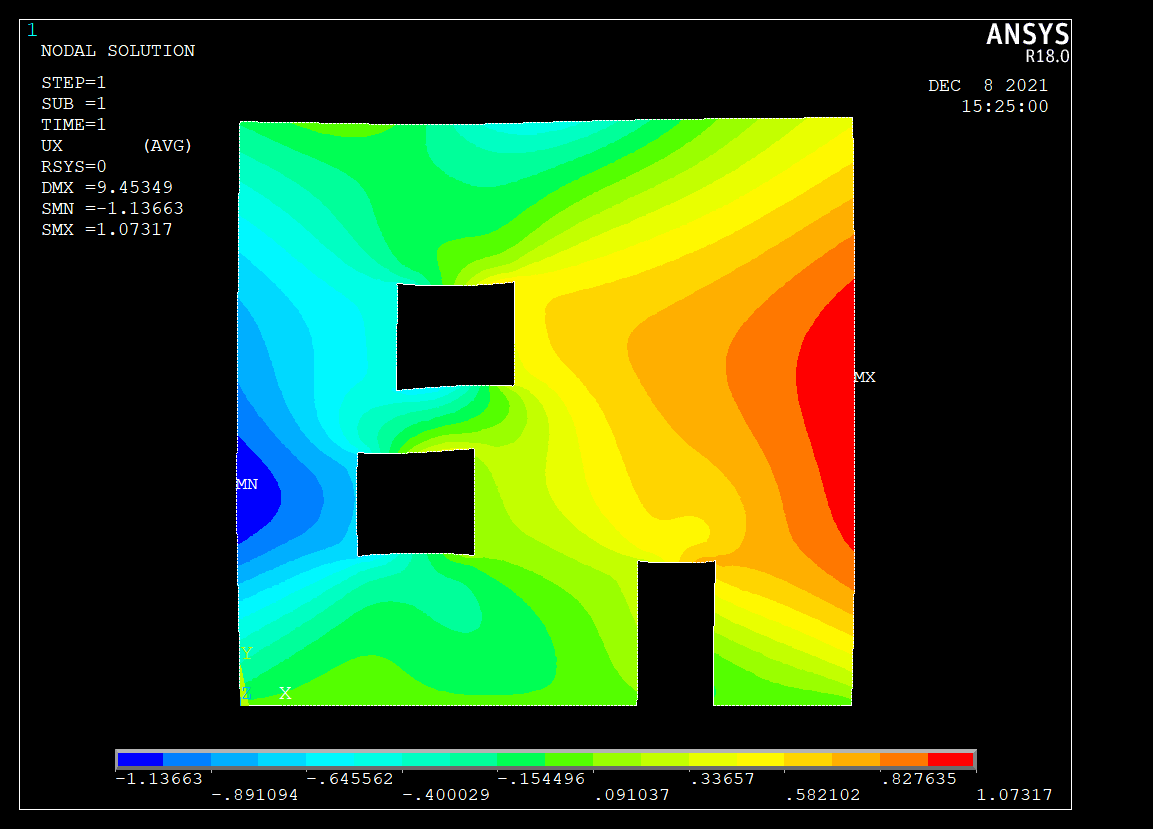 1
ANSYS
R18.0
NODAL SOLUTION
STEP=1
SUB =1
TIME=1
UX (AVG)
RSYS=0
DMX =9.45349
SMN =-1.13663
SMX =1.07317
DEC 8 2021
15:25:00
MX
MN
Y
Z X
-1.13663 -.645562 -.154496 .33657 .827635
-.891094 -.400029 .091037 .582102 1.07317